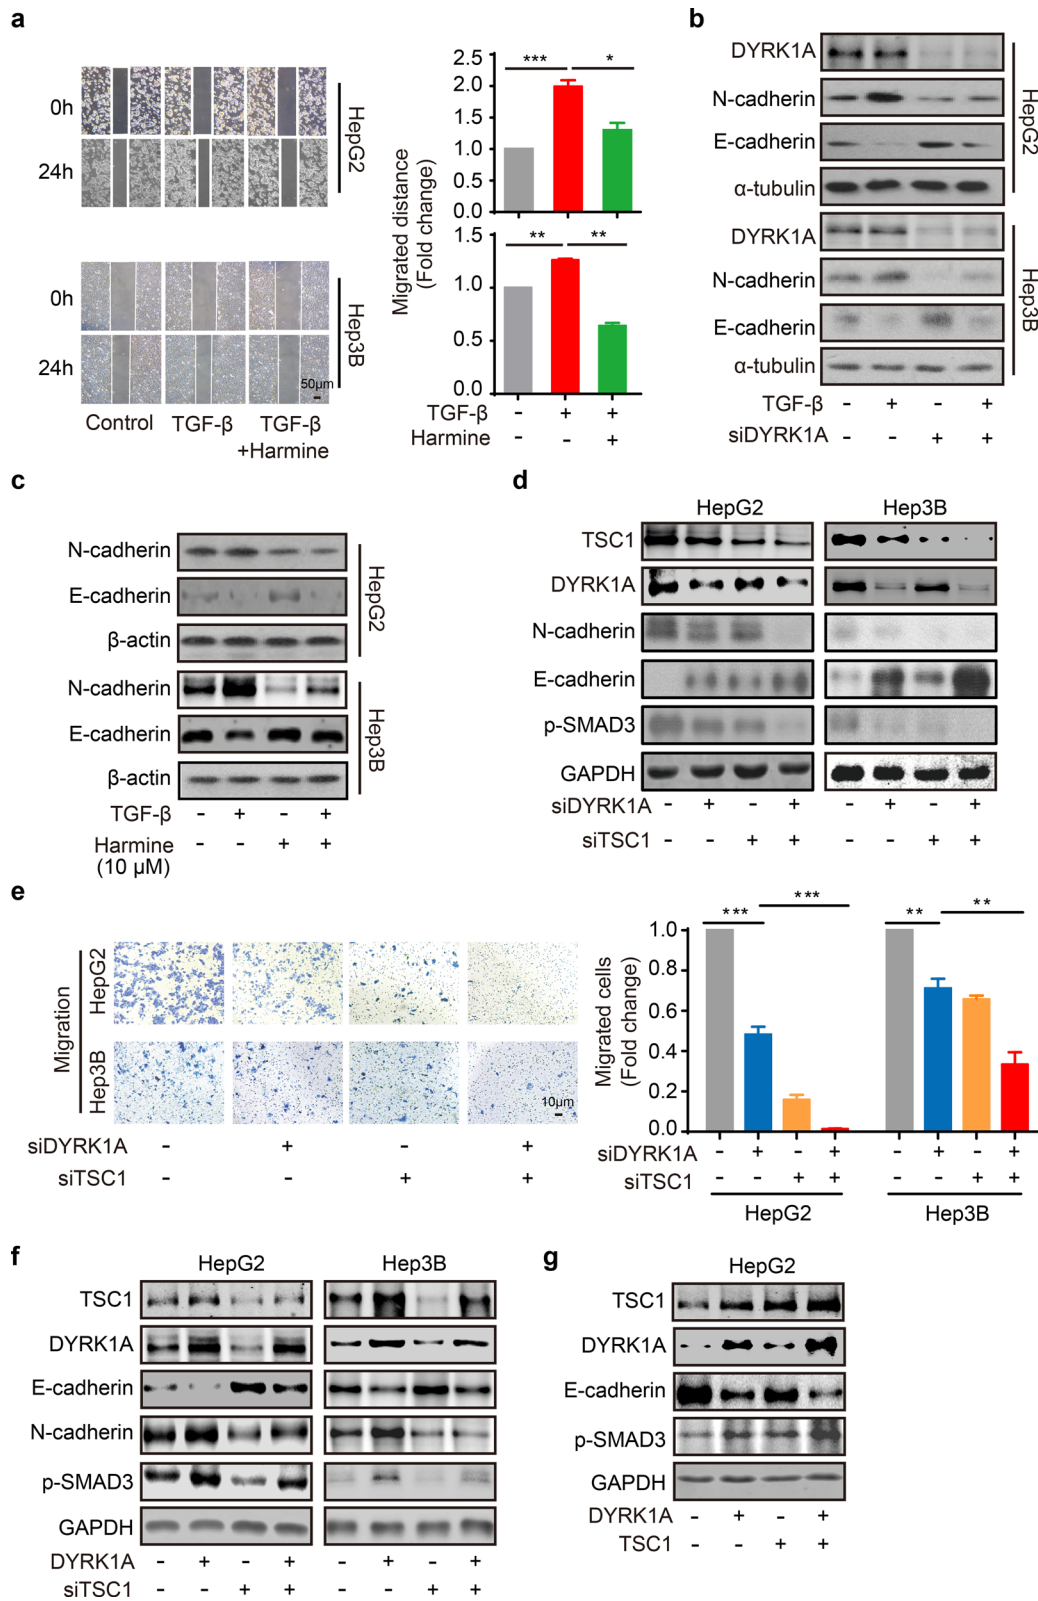 a
0h
24h
HepG2
0h
24h
Hep3B
50μm
Control
TGF-β
TGF-β
+Harmine
Migrated distance
(Fold change)
2.5
2.0
1.5
1.0
0.5
0.0
*** *
1.5
1.0
0.5
0.0
** **
TGF-β - + +
Harmine - - +
b
DYRK1A
N-cadherin
E-cadherin
α-tubulin
HepG2
DYRK1A
N-cadherin
E-cadherin
α-tubulin
Hep3B
TGF-β - + - +
siDYRK1A - - + +
c
N-cadherin
E-cadherin
β-actin
HepG2
N-cadherin
E-cadherin
β-actin
Hep3B
TGF-β - + - +
Harmine - - + +
(10 μM)
d
HepG2 Hep3B
TSC1
DYRK1A
N-cadherin
E-cadherin
p-SMAD3
GAPDH
siDYRK1A - + - + - + - +
siTSC1 - - + + - - + +
e
Migration
HepG2
Hep3B
10μm
siDYRK1A - + - +
siTSC1 - - + +
Migrated cells
(Fold change)
1.0
0.8
0.6
0.4
0.2
0.0
*** *** ** **
siDYRK1A - + - + - + - +
siTSC1 - - + + - - + +
HepG2 Hep3B
f
HepG2 Hep3B
TSC1
DYRK1A
E-cadherin
N-cadherin
p-SMAD3
GAPDH
DYRK1A - + - + - + - +
siTSC1 - - + + - - + +
g
HepG2
TSC1
DYRK1A
E-cadherin
p-SMAD3
GAPDH
DYRK1A - + - +
TSC1 - - + +